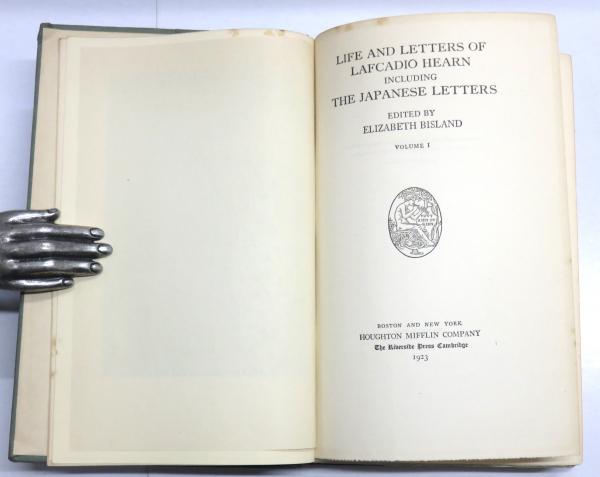 LIFE AND LETTERS OF
LAFCADIO HEARN
INCLUDING
THE JAPANESE LETTERS
EDITED BY
ELIZABETH BISLAND
VOLUME I
BOSTON AND NEW YORK
HOUGHTON MIFFLIN COMPANY
The Riverside Press Cambridge
1923